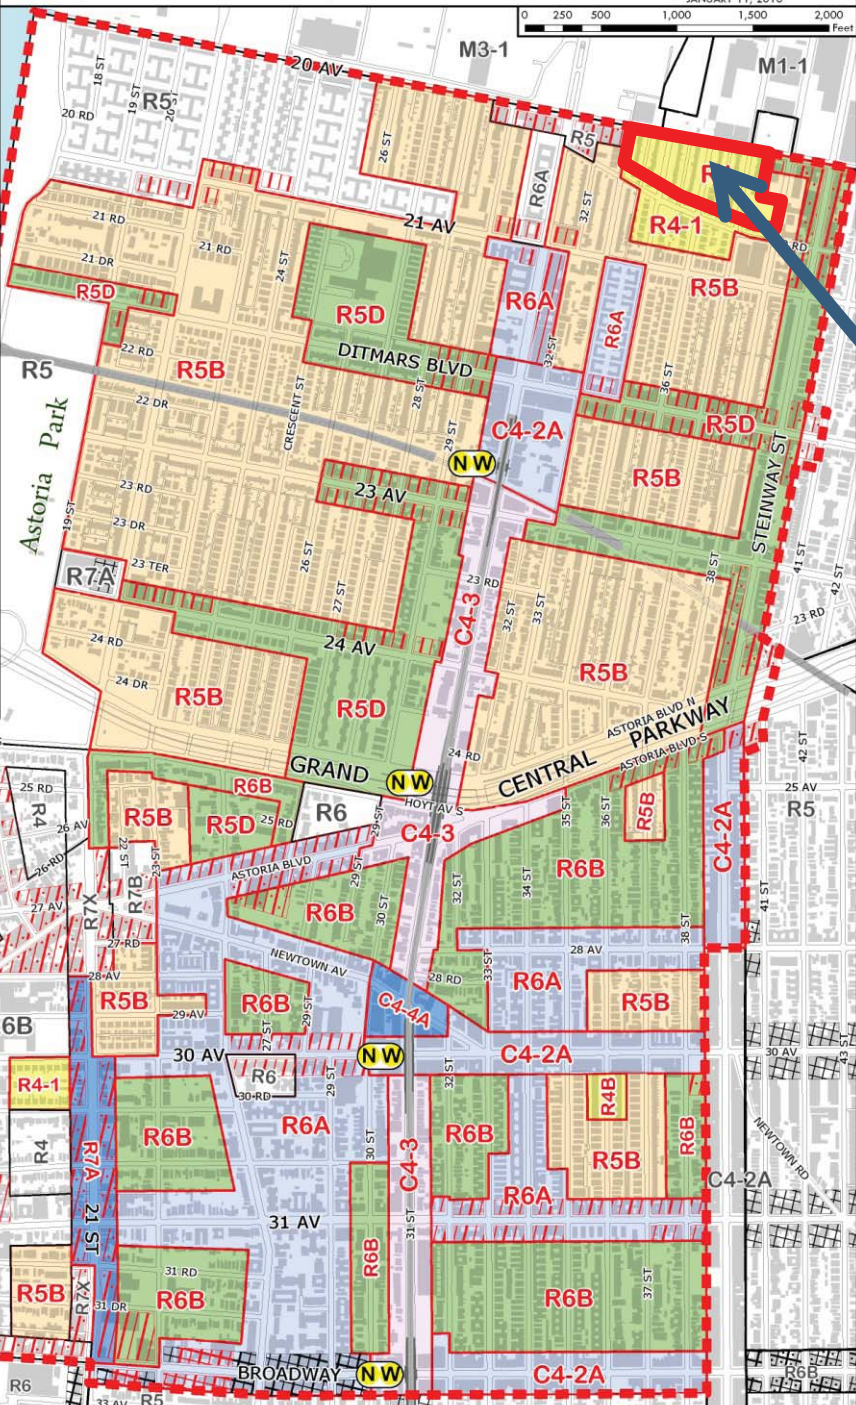 0 250 500 1,000 1,500 2,000
Feet
M3-1
20 AV
M1-1
18 ST
19 ST
R5
20 RD
26 ST
R5
R6A
32 ST
21 AV
R4-1
21 RD
21 RD
24 ST
21 DR
R5D
R5D
R6A
R6A
R5B
32 ST
22 RD
R5
R5B
DITMARS BLVD
22 DR
CRESCENT ST
28 ST
29 ST
36 ST
R5D
C4-2A
Astoria Park
N W
R5B
STEINWAY ST
23 RD
23 AV
19 ST
23 DR
23 TER
26 ST
27 ST
R7A
23 RD
38 ST
41 ST
42 ST
32 ST
33 ST
C4-3
23 RD
24 RD
24 AV
R5B
24 DR
R5B
R5D
ASTORIA BLVD N
24 RD
GRAND
CENTRAL
PARKWAY
ASTORIA BLVD S
N W
HOYT AV S
42 ST
25 RD
R4
R6B
R5B
R5D
25 RD
R6
29 ST
C4-3
35 ST
36 ST
R5B
25 AV
R5
C4-2A
26 AV
22 ST
23 ST
26 RD
ASTORIA BLVD
29 ST
R6B
27 AV
R7X
R7B
R6B
30 ST
32 ST
34 ST
41 ST
38 ST
27 RD
NEWTOWN AV
28 AV
28 AV
28 RD
33 ST
R5B
R6B
29 ST
27 ST
C4-4A
R6A
R5B
29 AV
6B
30 AV
N W
C4-2A
30 AV
43 ST
R4-1
R6
30 RD
29 ST
32 ST
R4B
NEWTOWN RD
R4
R6B
R6A
30 ST
C4-3
R6B
R5B
R6B
R7A
C4-2A
R6A
21 ST
31 AV
31 ST
R6B
31 RD
R5B
R7X
31 DR
R6B
R6B
37 ST
BROADWAY
N W
C4-2A
R6B
R6
33 AV
R5